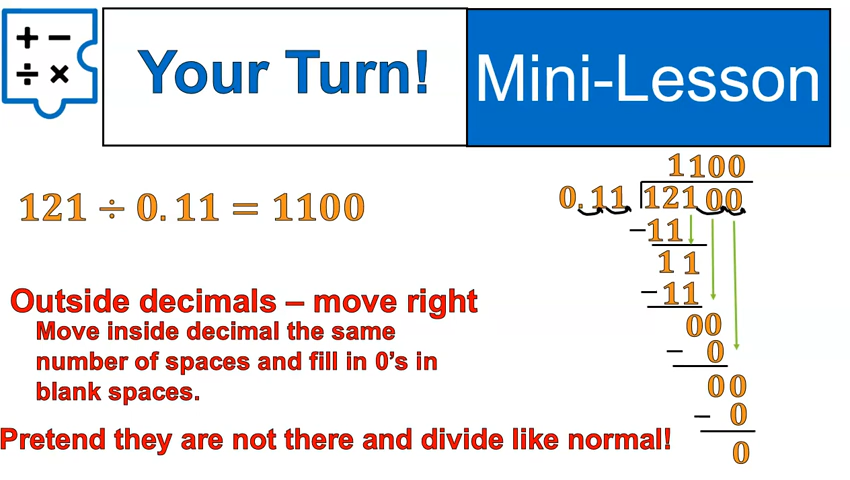 + −
÷ ×
Your Turn!
Mini-Lesson
121 ÷ 0.11 = 1100
1100
0.11 12100
−11
11
−11
00
− 0
00
− 0
0
Outside decimals – move right
Move inside decimal the same
number of spaces and fill in 0's in
blank spaces.
Pretend they are not there and divide like normal!